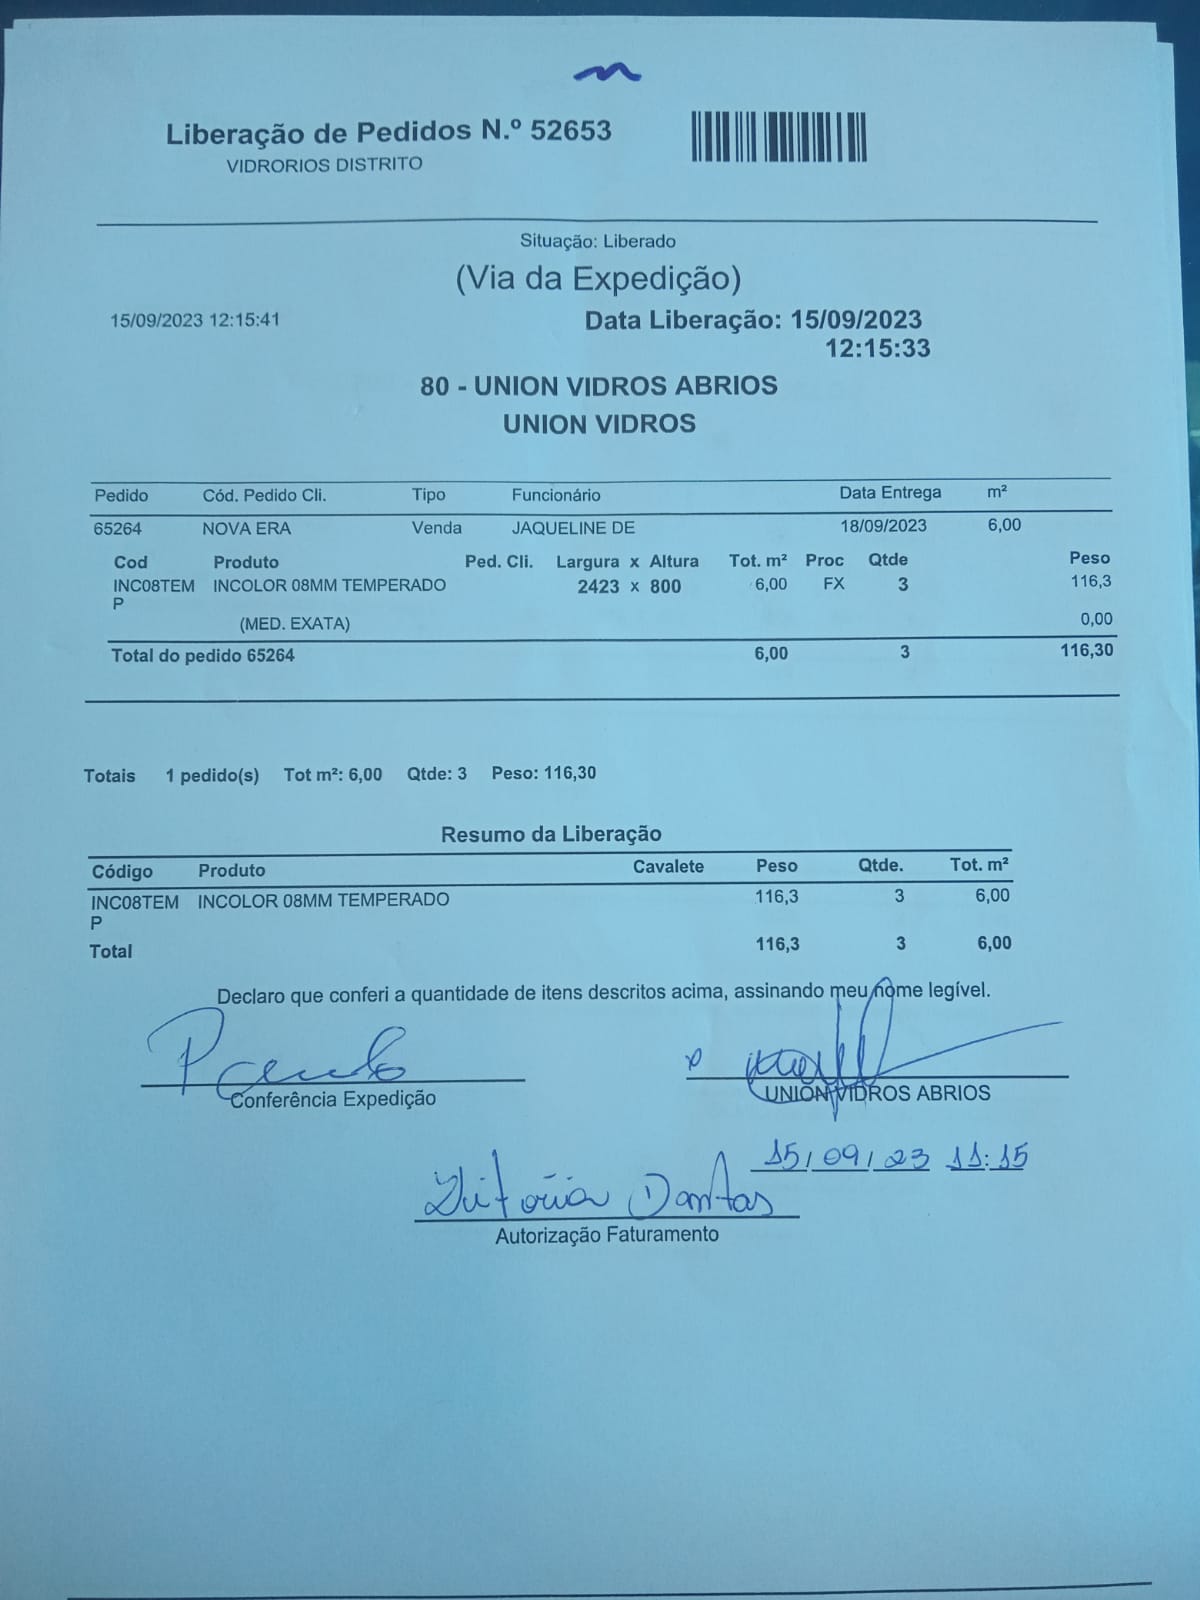 Liberação de Pedidos N.º 52653
VIDRORIOS DISTRITO
Situação: Liberado
(Via da Expedição)
15/09/2023 12:15:41 Data Liberação: 15/09/2023
12:15:33
80 - UNION VIDROS ABRIOS
UNION VIDROS
Pedido Cód. Pedido Cli. Tipo Funcionário Data Entrega m²
65264 NOVA ERA Venda JAQUELINE DE 18/09/2023 6,00
Cod Produto Ped. Cli. Largura x Altura Tot. m² Proc Qtde Peso
INC08TEM INCOLOR 08MM TEMPERADO 2423 x 800 6,00 FX 3 116,3
P
(MED. EXATA) 0,00
Total do pedido 65264 6,00 3 116,30
Totais 1 pedido(s) Tot m²: 6,00 Qtde: 3 Peso: 116,30
Resumo da Liberação
Código Produto Cavalete Peso Qtde. Tot. m²
INC08TEM INCOLOR 08MM TEMPERADO 116,3 3 6,00
P
Total 116,3 3 6,00
Declaro que conferi a quantidade de itens descritos acima, assinando meu nome legível.
Conferência Expedição UNION VIDROS ABRIOS
15/09/23 11:15
Vitória Dantas
Autorização Faturamento